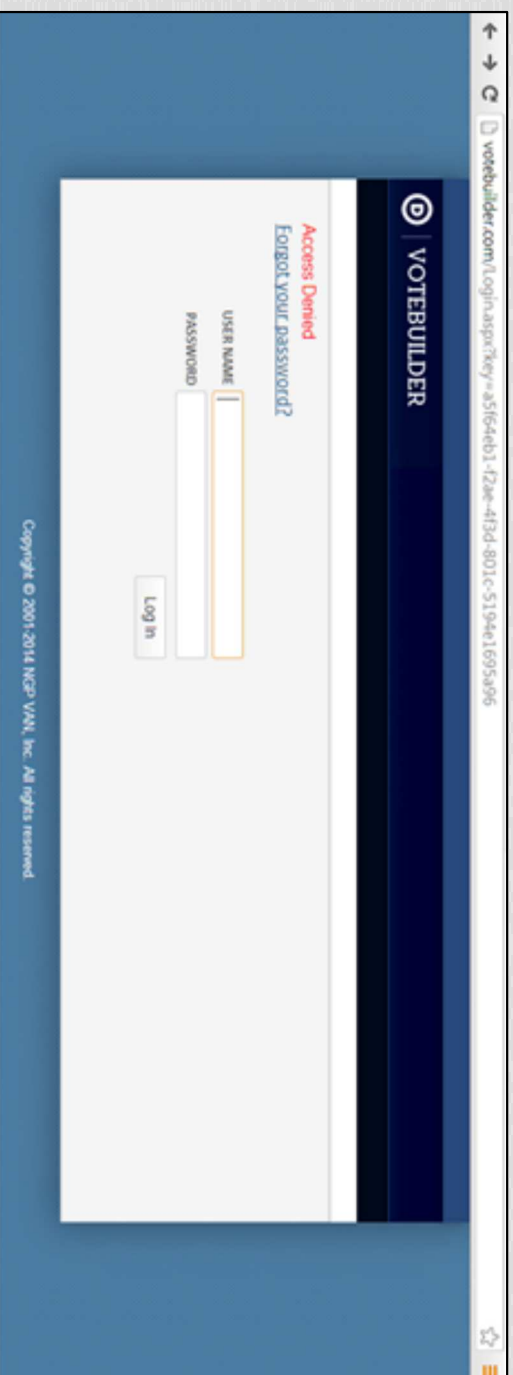 votebuilder.com/Login.aspx?key=a5f64eb1-f2ae-4f3d-801c-5194e1695a96
D | VOTEBUILDER
Access Denied
Forgot your password?
USER NAME
PASSWORD
Log In
Copyright © 2001-2014 NGP VAN, Inc. All rights reserved.